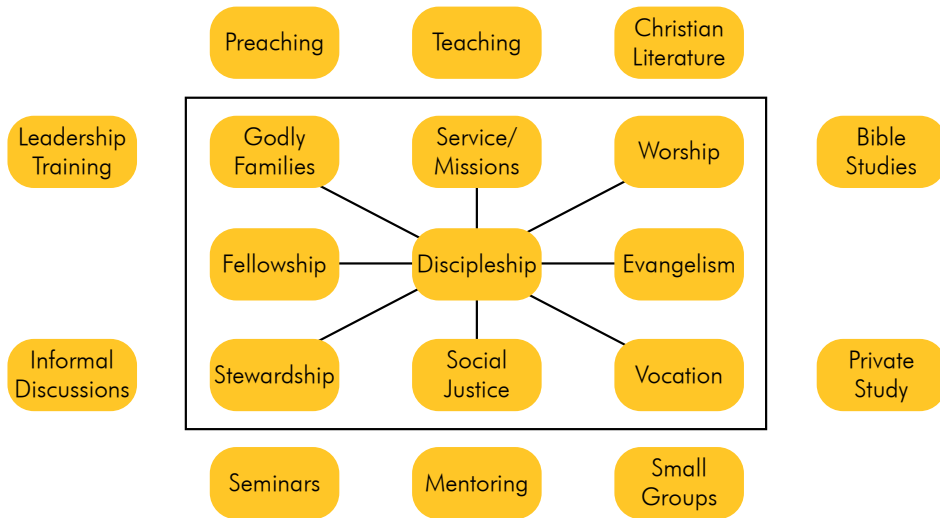 Preaching
Teaching
Christian
Literature
Leadership
Training
Godly
Families
Service/
Missions
Worship
Bible
Studies
Fellowship
Discipleship
Evangelism
Informal
Discussions
Stewardship
Social
Justice
Vocation
Private
Study
Seminars
Mentoring
Small
Groups